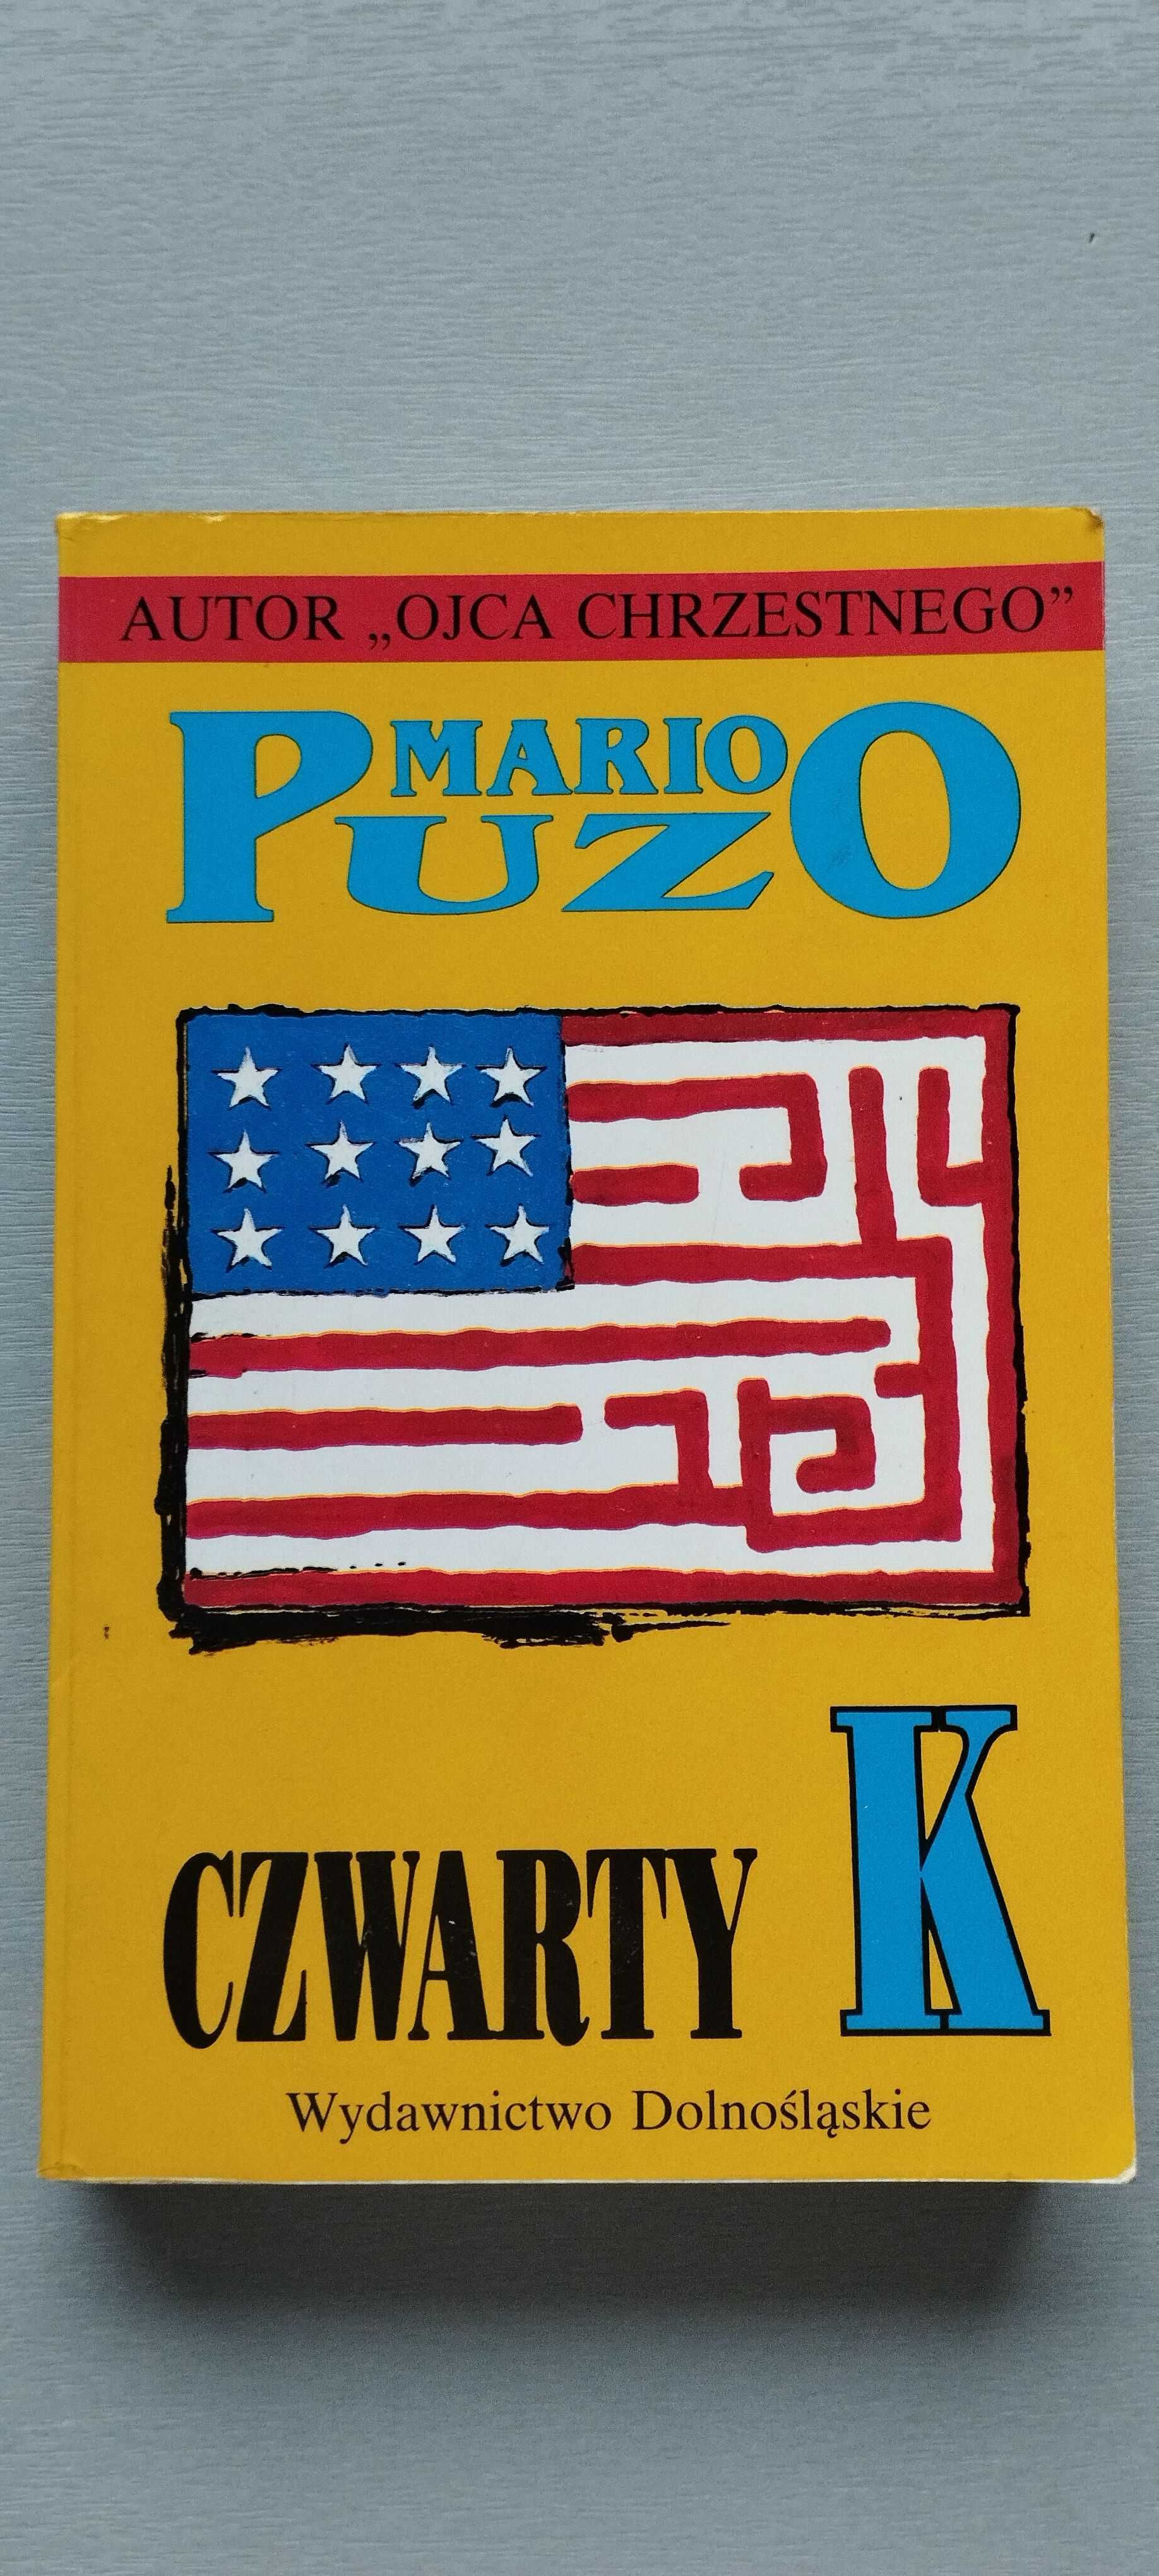 AUTOR „OJCA CHRZESTNEGO”
MARIO
PUZO
CZWARTY K
Wydawnictwo Dolnośląskie